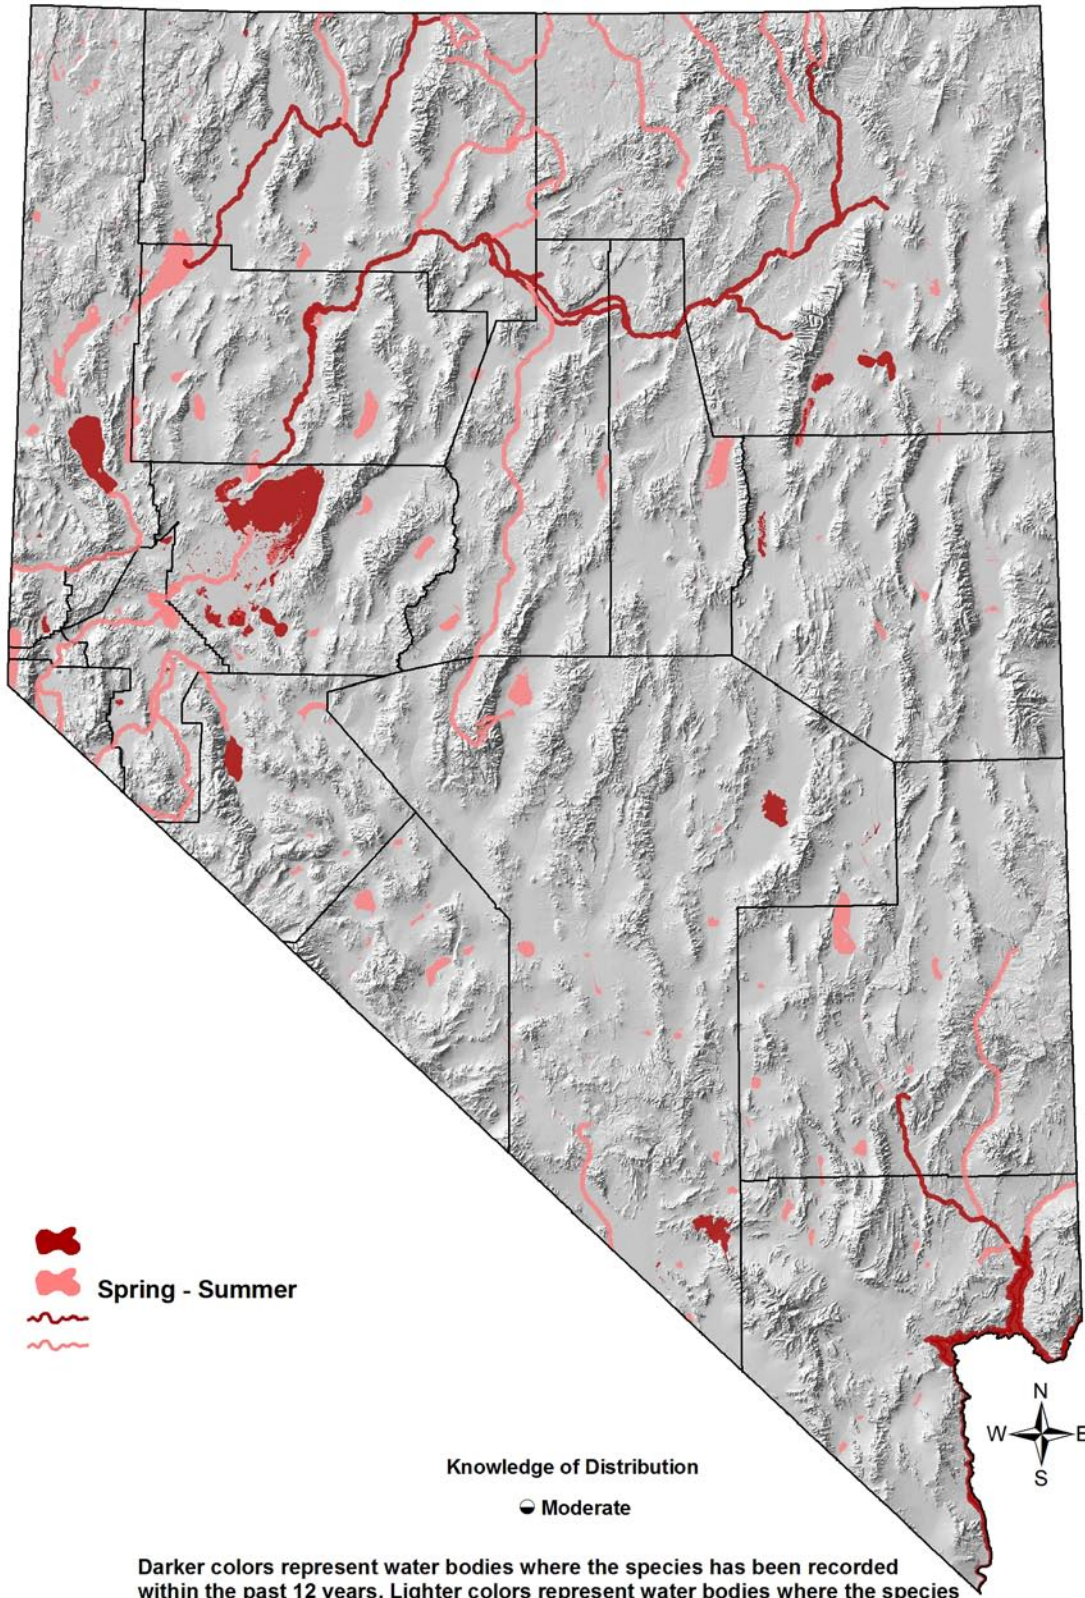 Spring - Summer
N
W E
S
Knowledge of Distribution
Moderate
Darker colors represent water bodies where the species has been recorded
within the past 12 years. Lighter colors represent water bodies where the species